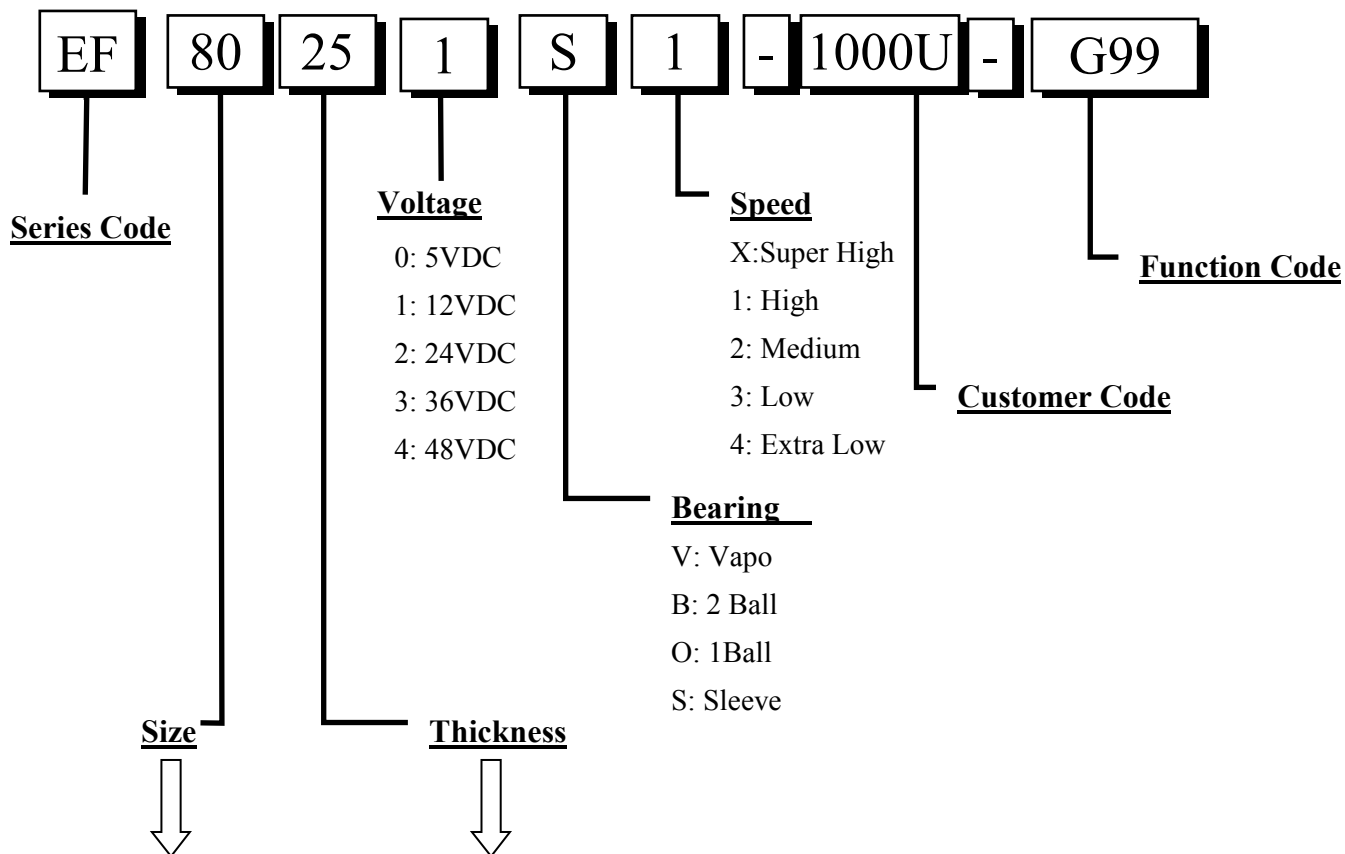 EF 80 25 1 S 1 - 1000U - G99
Series Code
Voltage
0: 5VDC
1: 12VDC
2: 24VDC
3: 36VDC
4: 48VDC
Speed
X:Super High
1: High
2: Medium
3: Low
4: Extra Low
Function Code
Customer Code
Bearing
V: Vapo
B: 2 Ball
O: 1Ball
S: Sleeve
Size
Thickness